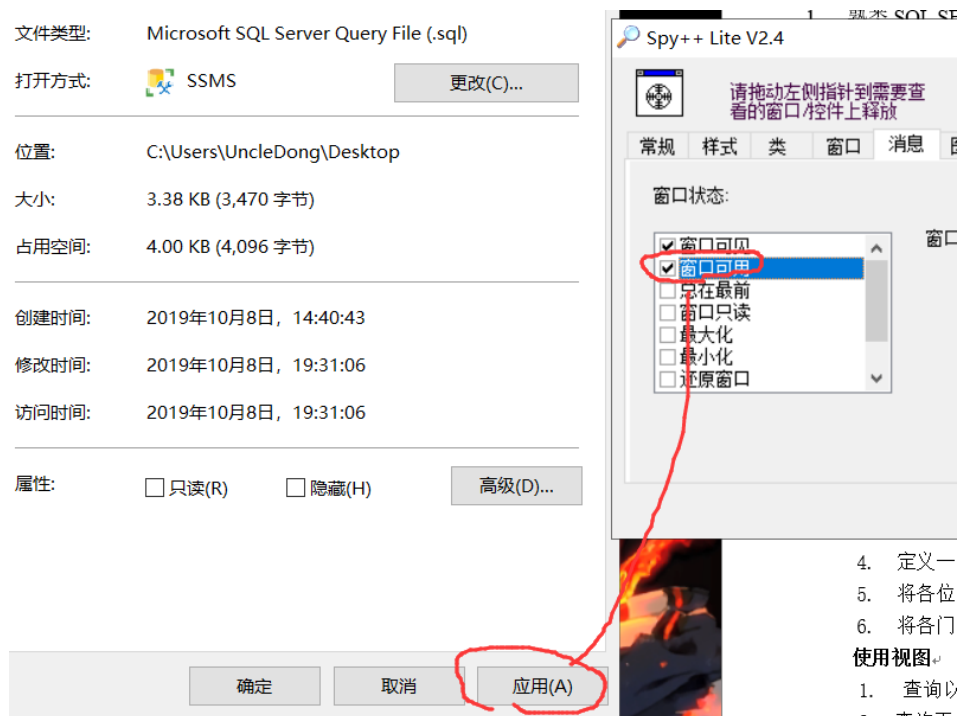 文件类型: Microsoft SQL Server Query File (.sql)
打开方式: SSMS 更改(C)...
位置: C:\Users\UncleDong\Desktop
大小: 3.38 KB (3,470 字节)
占用空间: 4.00 KB (4,096 字节)
创建时间: 2019年10月8日，14:40:43
修改时间: 2019年10月8日，19:31:06
访问时间: 2019年10月8日，19:31:06
属性: 只读(R) 隐藏(H) 高级(D)...
确定 取消 应用(A)
Spy++ Lite V2.4
请拖动左侧指针到需要查
看的窗口/控件上释放
常规 样式 类 窗口 消息
窗口状态:
窗口可见
窗口可用
总在最前
窗口只读
最大化
最小化
还原窗口
窗口
4. 定义一
5. 将各位
6. 将各门
使用视图
1. 查询以